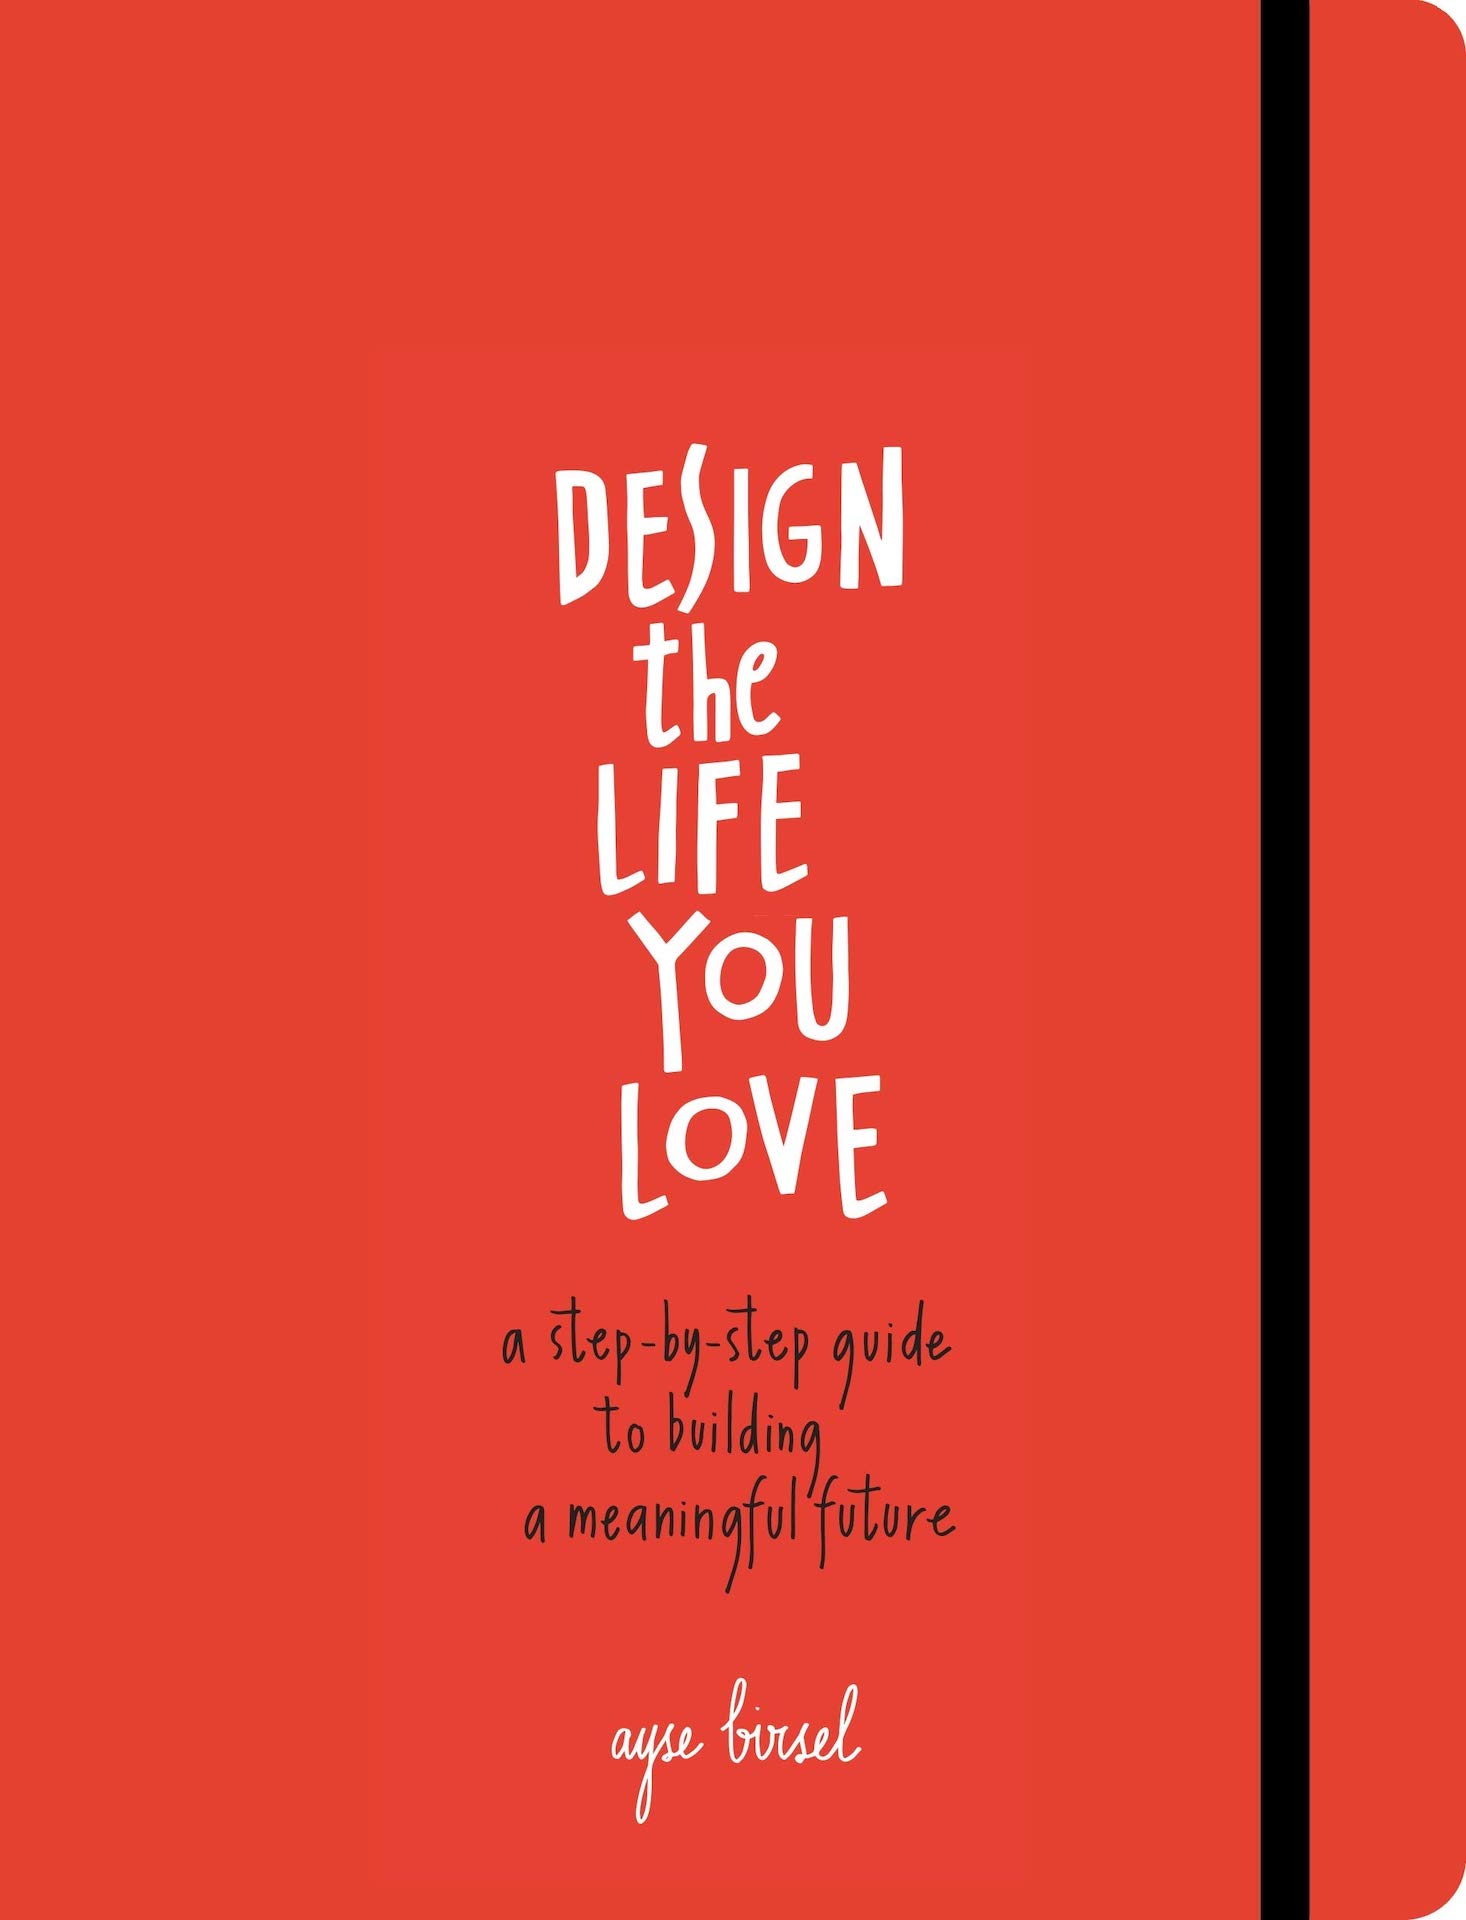 DESIGN
the
LIFE
YOU
LOVE
a step-by-step guide
to building
a meaningful future
ayse birsel